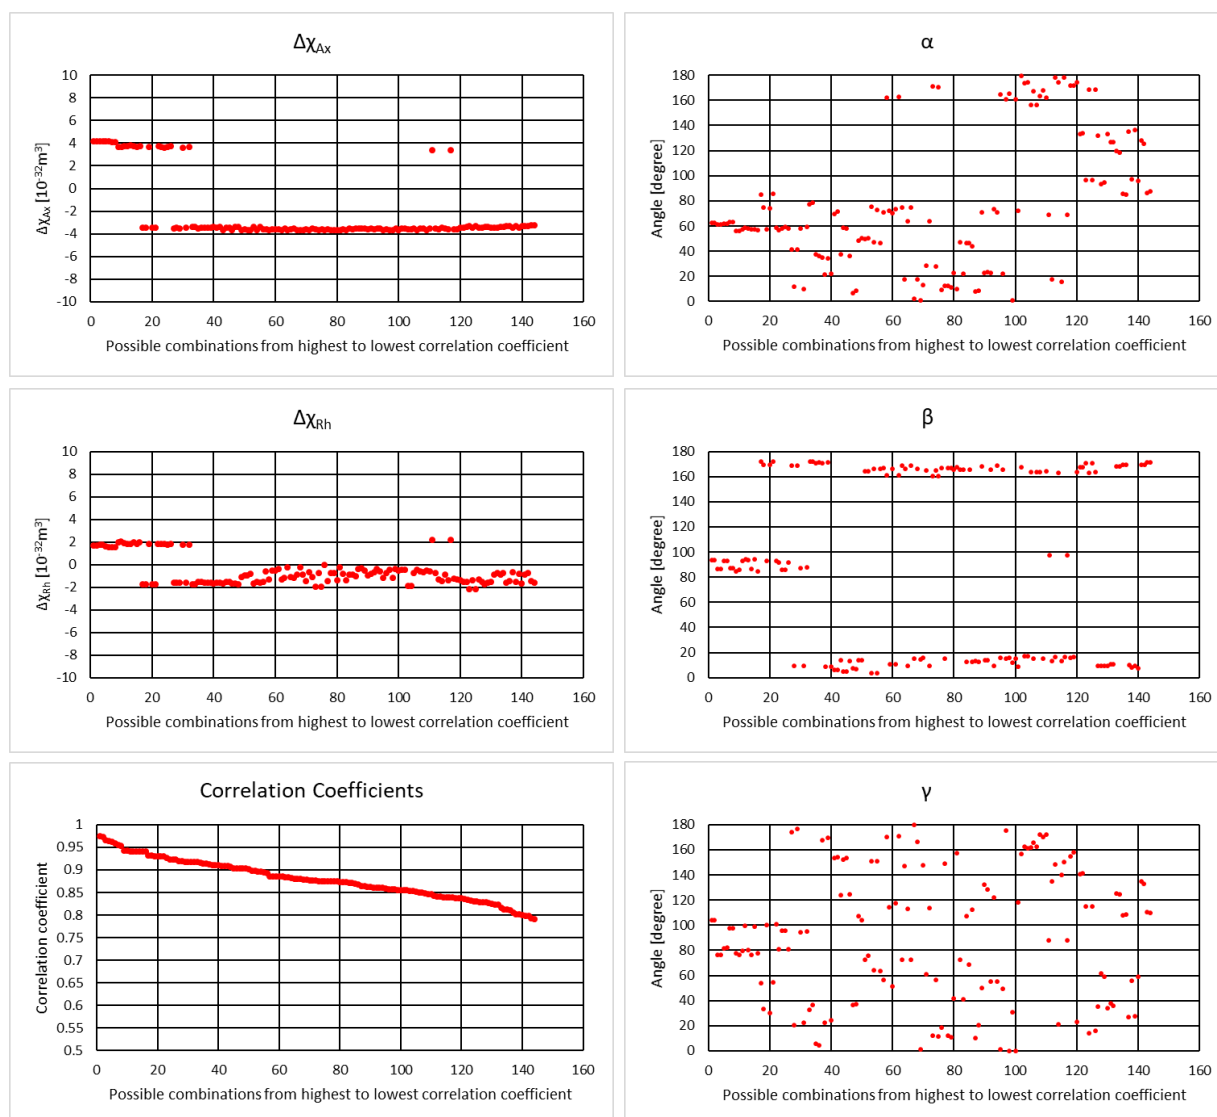 ΔχAx
10
8
6
4
2
0
-2
-4
-6
-8
-10
ΔχAx [10-32m3]
0 20 40 60 80 100 120 140 160
Possible combinations from highest to lowest correlation coefficient
α
180
160
140
120
100
80
60
40
20
0
Angle [degree]
0 20 40 60 80 100 120 140 160
Possible combinations from highest to lowest correlation coefficient
ΔχRh
10
8
6
4
2
0
-2
-4
-6
-8
-10
ΔχRh [10-32m3]
0 20 40 60 80 100 120 140 160
Possible combinations from highest to lowest correlation coefficient
β
180
160
140
120
100
80
60
40
20
0
Angle [degree]
0 20 40 60 80 100 120 140 160
Possible combinations from highest to lowest correlation coefficient
Correlation Coefficients
1
0.95
0.9
0.85
0.8
0.75
0.7
0.65
0.6
0.55
0.5
Correlation coefficient
0 20 40 60 80 100 120 140 160
Possible combinations from highest to lowest correlation coefficient
γ
180
160
140
120
100
80
60
40
20
0
Angle [degree]
0 20 40 60 80 100 120 140 160
Possible combinations from highest to lowest correlation coefficient